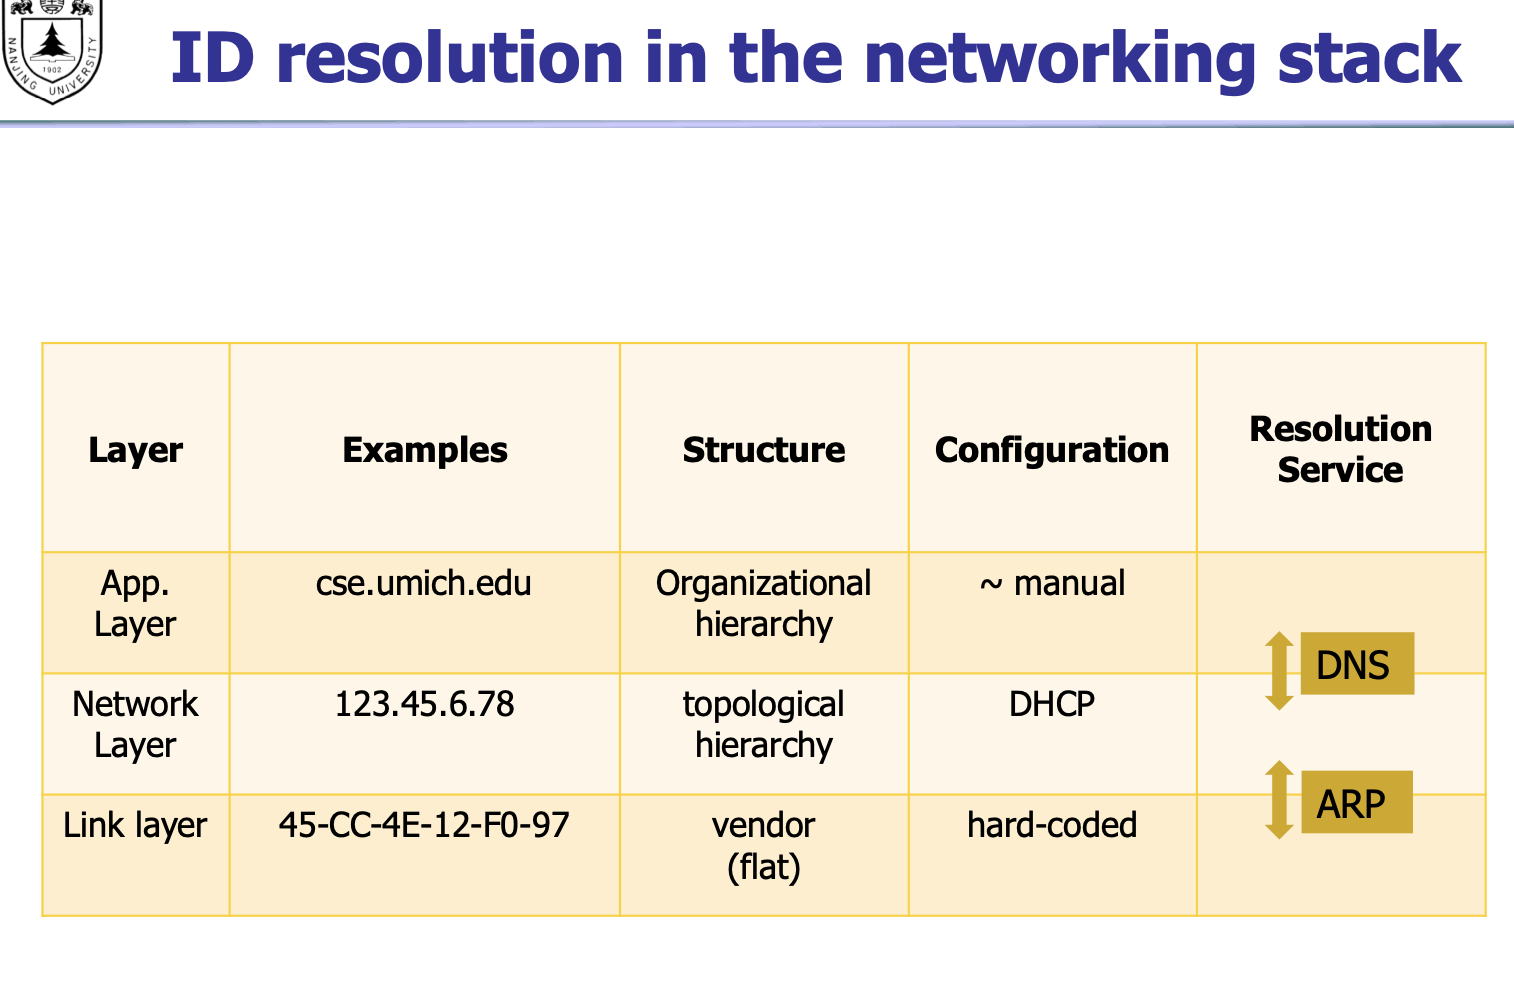 NANJING UNIVERSITY
1902
ID resolution in the networking stack
Layer
Examples
Structure
Configuration
Resolution
Service
App.
Layer
cse.umich.edu
Organizational
hierarchy
~ manual
DNS
Network
Layer
123.45.6.78
topological
hierarchy
DHCP
ARP
Link layer
45-CC-4E-12-F0-97
vendor
(flat)
hard-coded